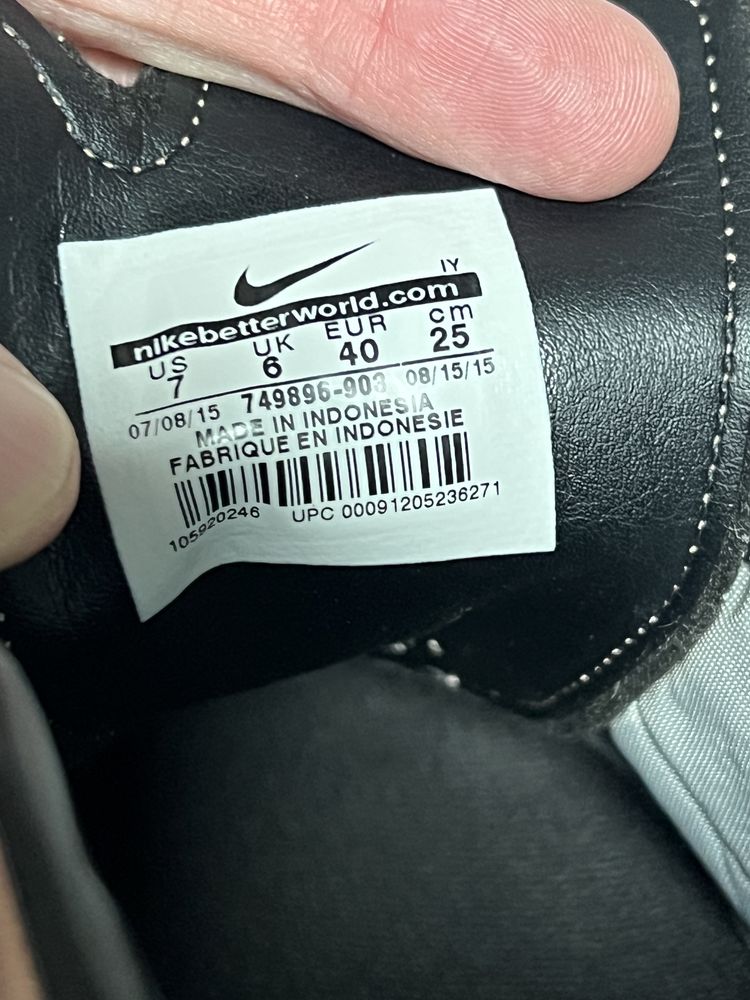 IY
nikebetterworld.com
US UK EUR cm
7 6 40 25
07/08/15 749896-903 08/15/15
MADE IN INDONESIA
FABRIQUE EN INDONESIE
105920246 UPC 00091205236271